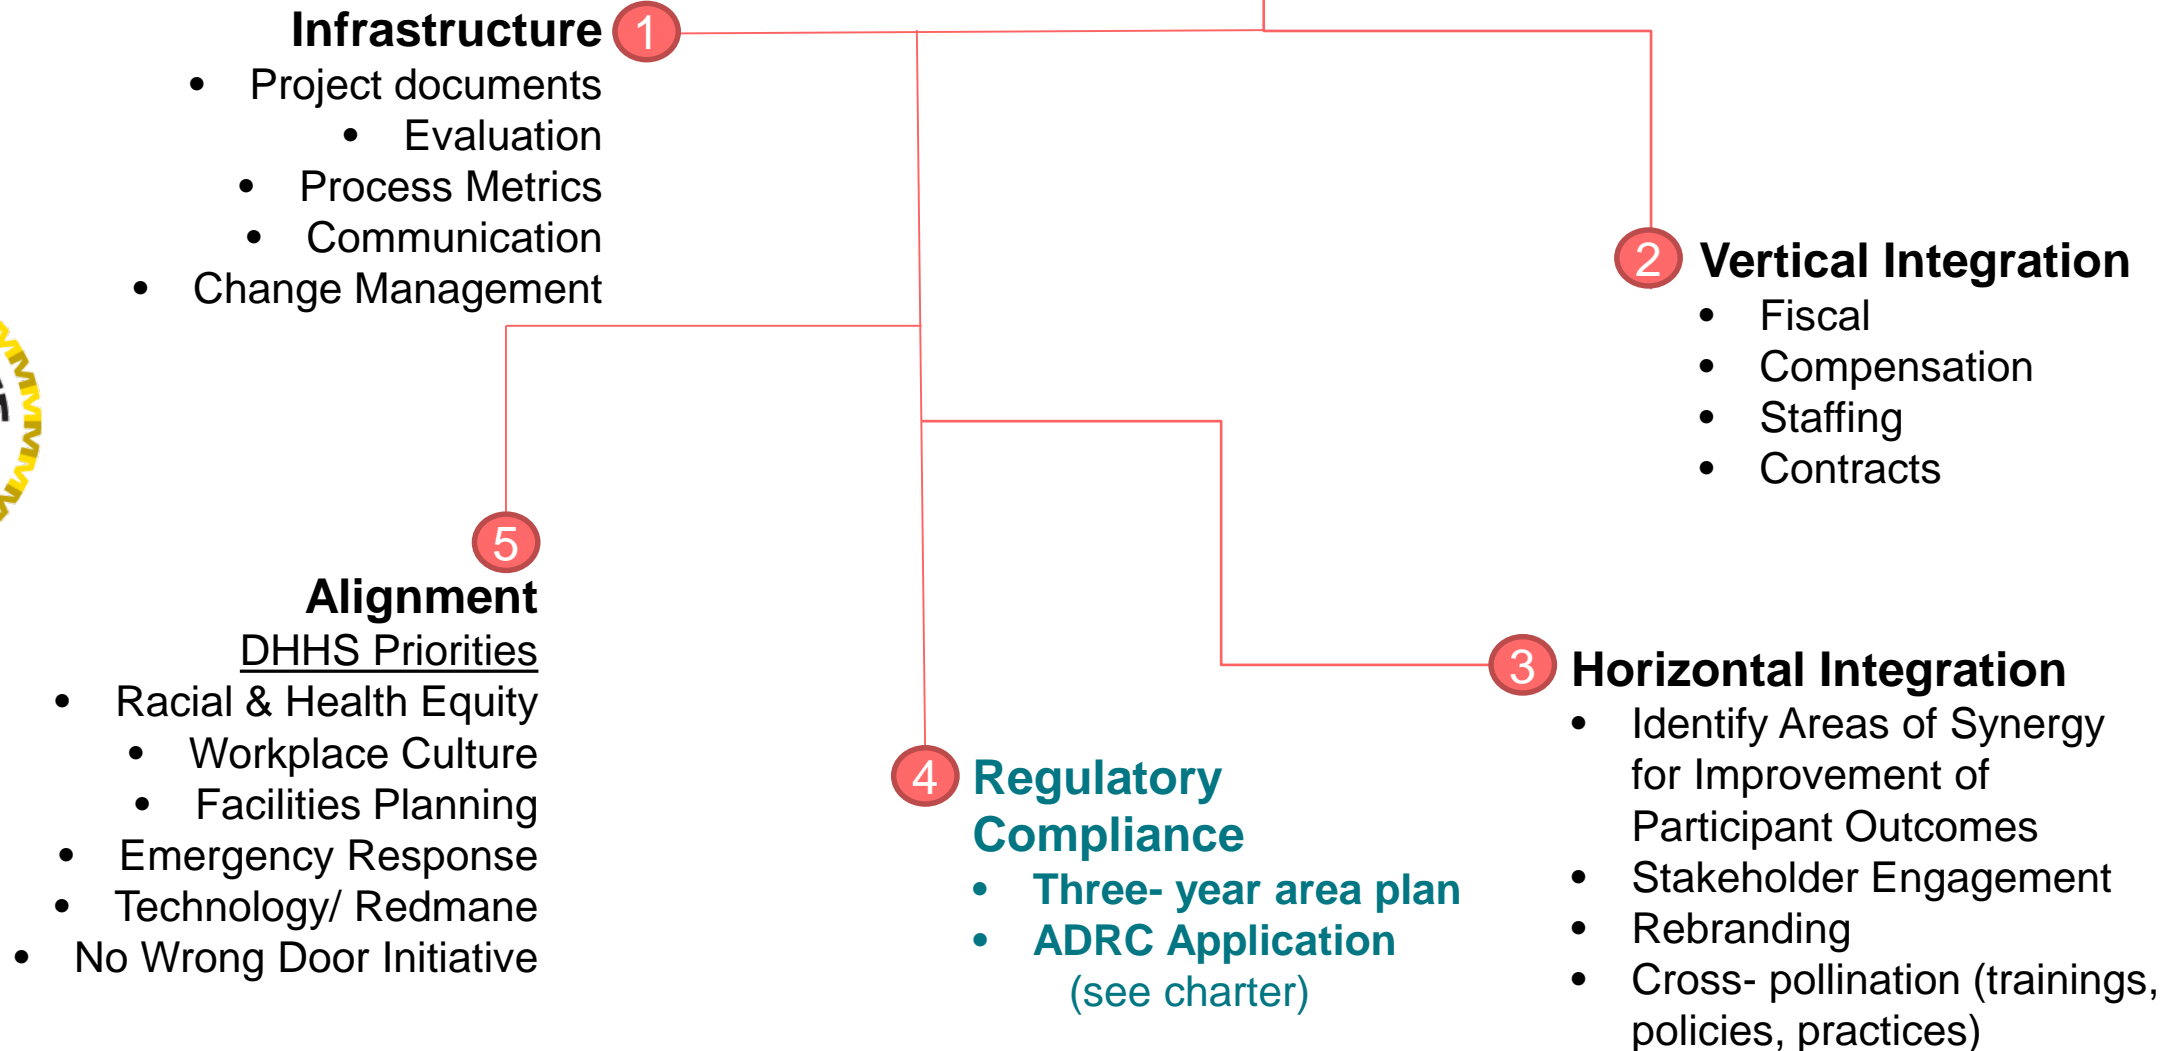 Infrastructure 1
• Project documents
• Evaluation
• Process Metrics
• Communication
• Change Management
2 Vertical Integration
• Fiscal
• Compensation
• Staffing
• Contracts
3 Horizontal Integration
• Identify Areas of Synergy
for Improvement of
Participant Outcomes
• Stakeholder Engagement
• Rebranding
• Cross- pollination (trainings,
policies, practices)
4 Regulatory
Compliance
• Three- year area plan
• ADRC Application
(see charter)
5
Alignment
DHHS Priorities
• Racial & Health Equity
• Workplace Culture
• Facilities Planning
• Emergency Response
• Technology/ Redmane
• No Wrong Door Initiative